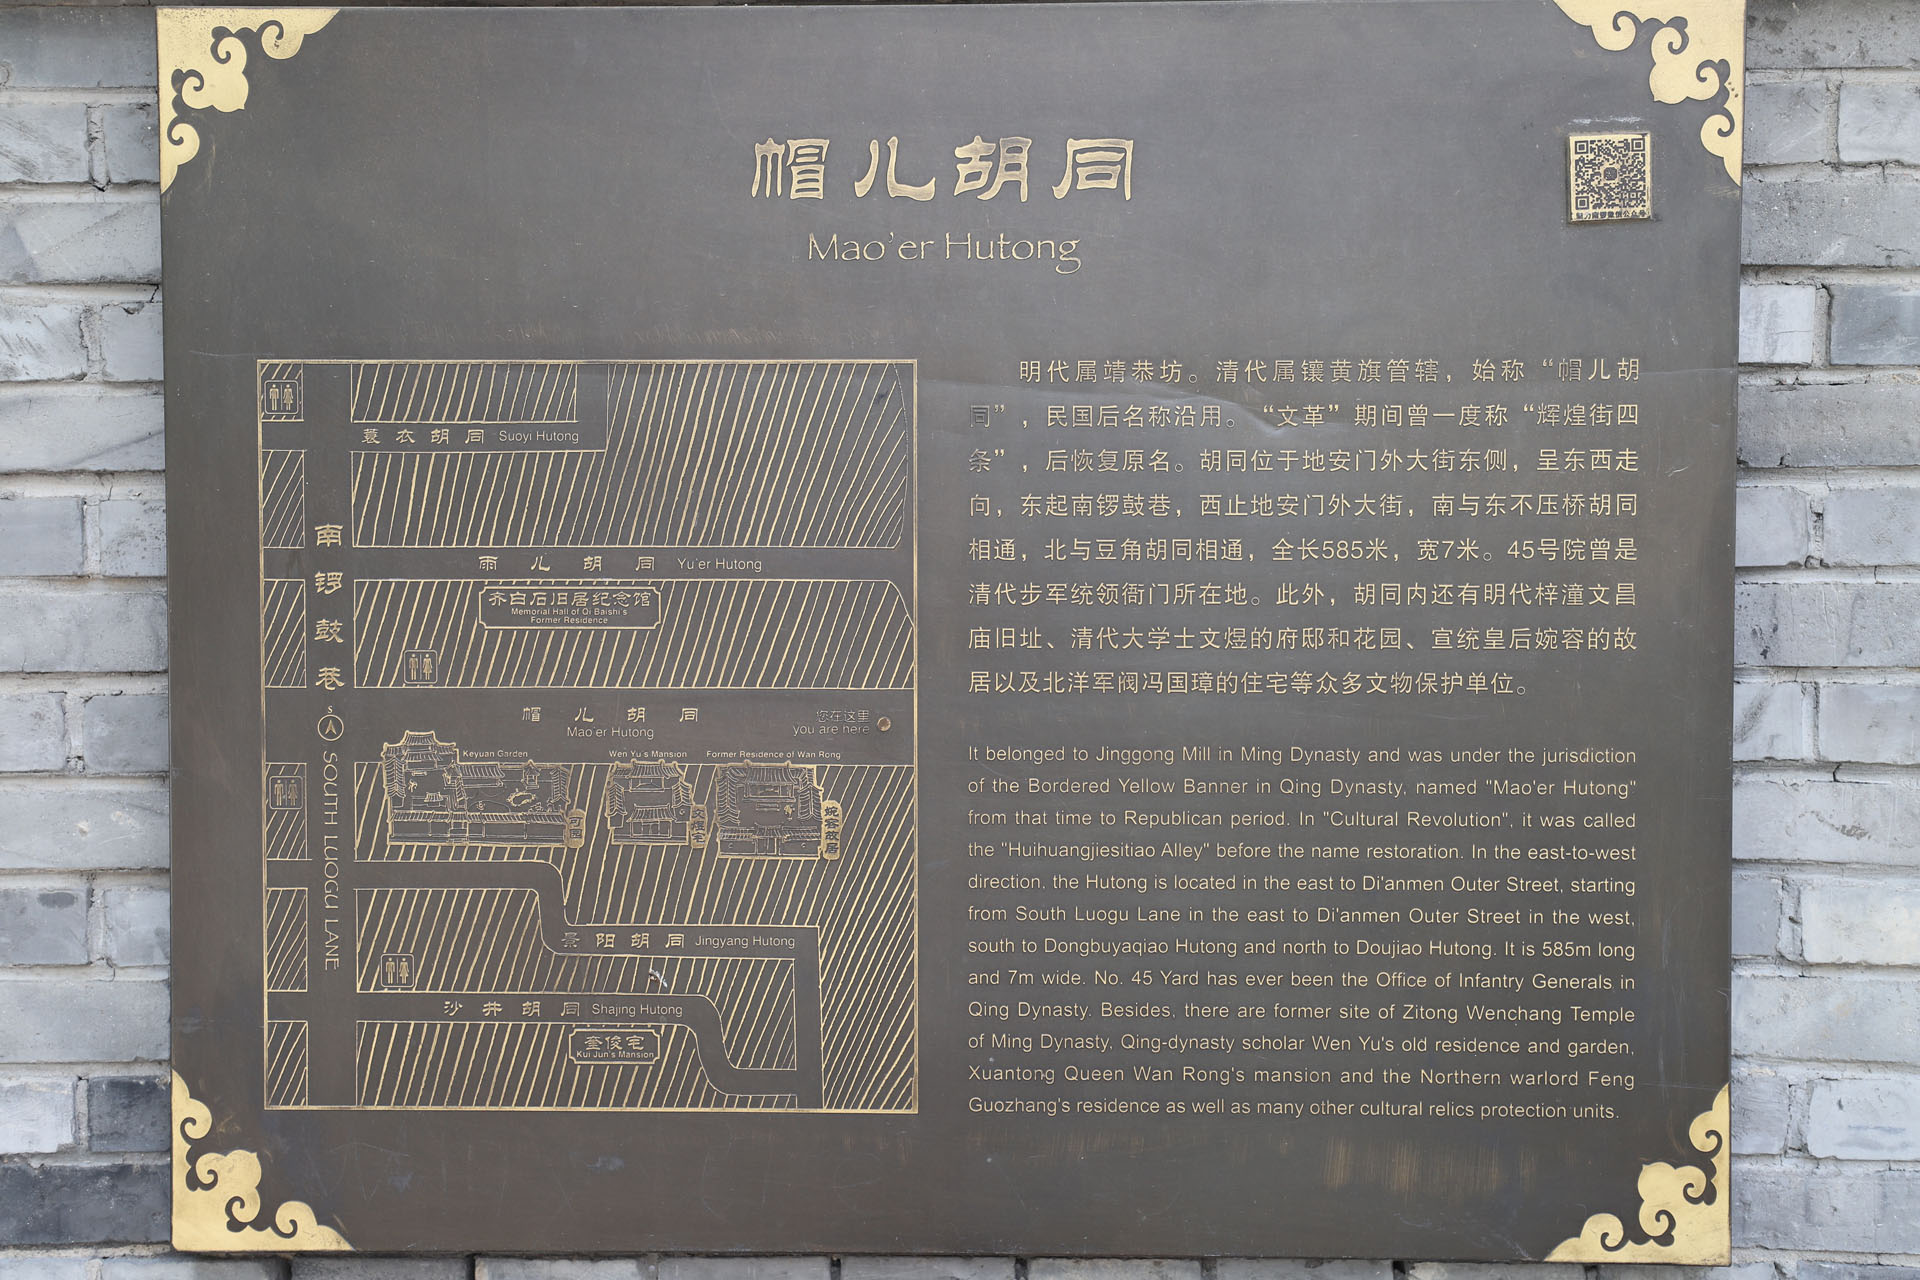 帽儿胡同
Mao'er Hutong
蓑衣胡同 Suoyi Hutong
雨儿胡同 Yu'er Hutong
齐白石旧居纪念馆
Memorial Hall of Qi Baishi's
Former Residence
南锣鼓巷
S
SOUTH LUOGU LANE
帽儿胡同
Mao'er Hutong
您在这里
you are here
Keyuan Garden
Wen Yu's Mansion
Former Residence of Wan Rong
可园
文煜宅
婉容故居
景阳胡同 Jingyang Hutong
沙井胡同 Shajing Hutong
奎俊宅
Kui Jun's Mansion
明代属靖恭坊。清代属镶黄旗管辖，始称“帽儿胡
同”，民国后名称沿用。“文革”期间曾一度称“辉煌街四
条”，后恢复原名。胡同位于地安门外大街东侧，呈东西走
向，东起南锣鼓巷，西止地安门外大街，南与东不压桥胡同
相通，北与豆角胡同相通，全长585米，宽7米。45号院曾是
清代步军统领衙门所在地。此外，胡同内还有明代梓潼文昌
庙旧址、清代大学士文煜的府邸和花园、宣统皇后婉容的故
居以及北洋军阀冯国璋的住宅等众多文物保护单位。
It belonged to Jinggong Mill in Ming Dynasty and was under the jurisdiction
of the Bordered Yellow Banner in Qing Dynasty, named "Mao'er Hutong"
from that time to Republican period. In "Cultural Revolution", it was called
the "Huihuangjiesitiao Alley" before the name restoration. In the east-to-west
direction, the Hutong is located in the east to Di'anmen Outer Street, starting
from South Luogu Lane in the east to Di'anmen Outer Street in the west,
south to Dongbuyaqiao Hutong and north to Doujiao Hutong. It is 585m long
and 7m wide. No. 45 Yard has ever been the Office of Infantry Generals in
Qing Dynasty. Besides, there are former site of Zitong Wenchang Temple
of Ming Dynasty, Qing-dynasty scholar Wen Yu's old residence and garden,
Xuantong Queen Wan Rong's mansion and the Northern warlord Feng
Guozhang's residence as well as many other cultural relics protection units.